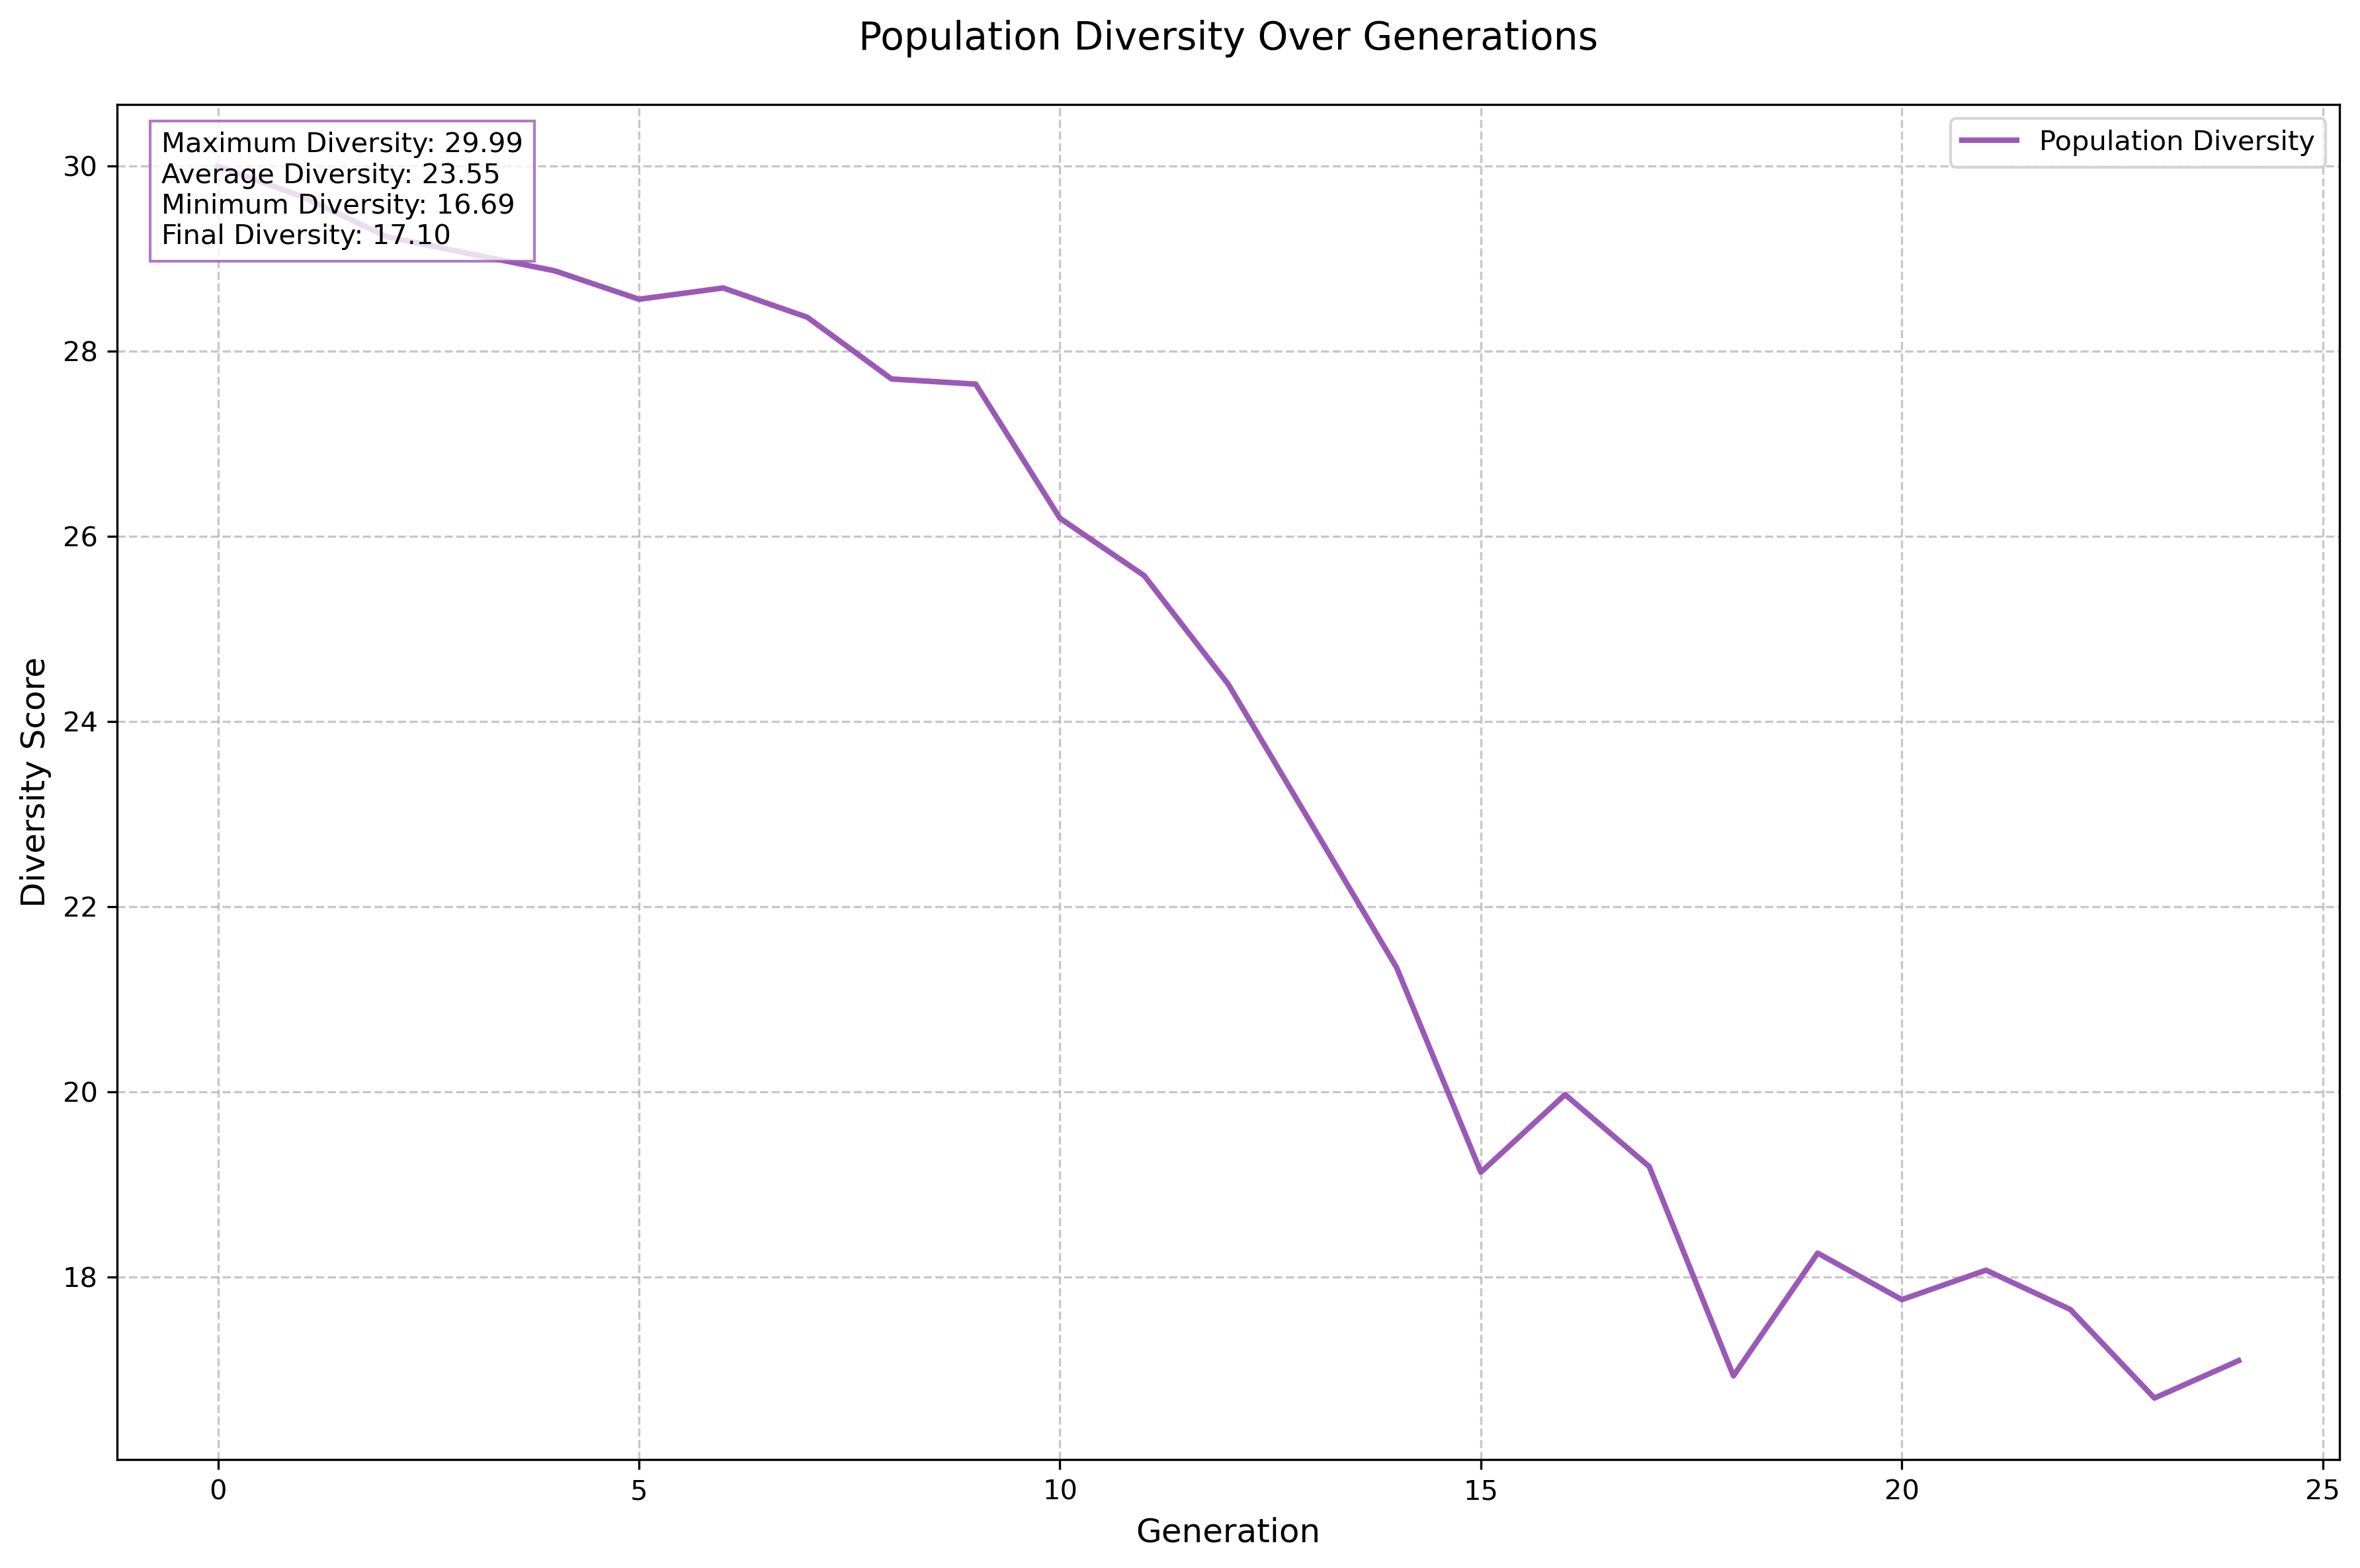 Population Diversity Over Generations
Maximum Diversity: 29.99
Average Diversity: 23.55
Minimum Diversity: 16.69
Final Diversity: 17.10
Population Diversity
30
28
26
24
22
20
18
Diversity Score
0 5 10 15 20 25
Generation